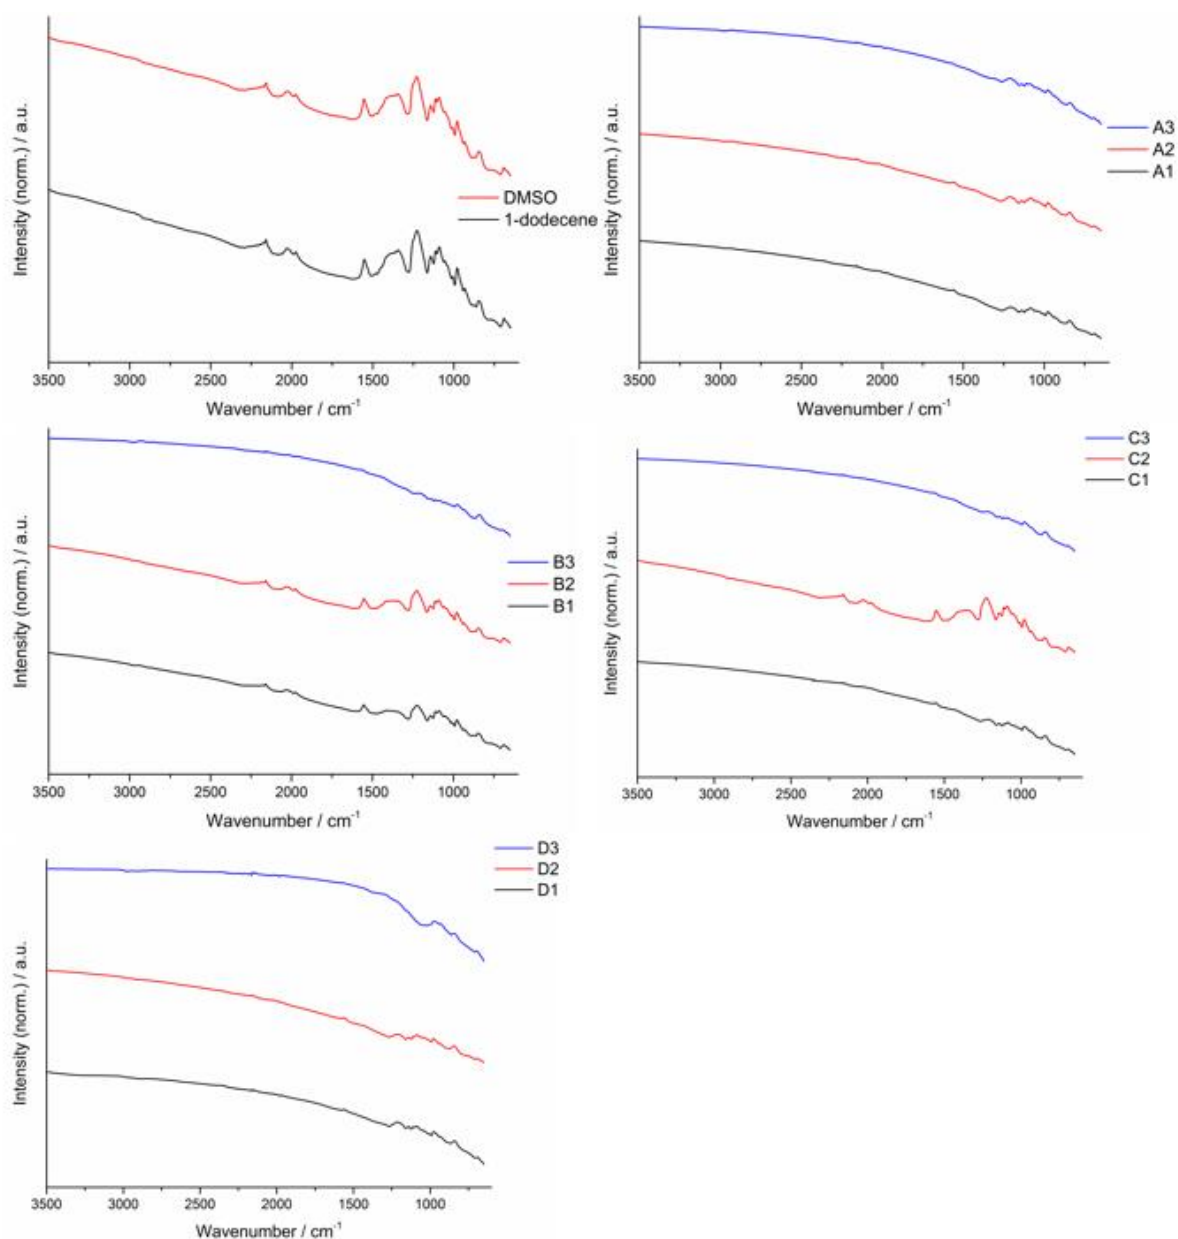 Intensity (norm.) / a.u.
DMSO
1-dodecene
3500 3000 2500 2000 1500 1000
Wavenumber / cm-1
Intensity (norm.) / a.u.
A3
A2
A1
3500 3000 2500 2000 1500 1000
Wavenumber / cm-1
Intensity (norm.) / a.u.
B3
B2
B1
3500 3000 2500 2000 1500 1000
Wavenumber / cm-1
C3
C2
C1
Intensity (norm.) / a.u.
3500 3000 2500 2000 1500 1000
Wavenumber / cm-1
D3
D2
D1
Intensity (norm.) / a.u.
3500 3000 2500 2000 1500 1000
Wavenumber / cm-1